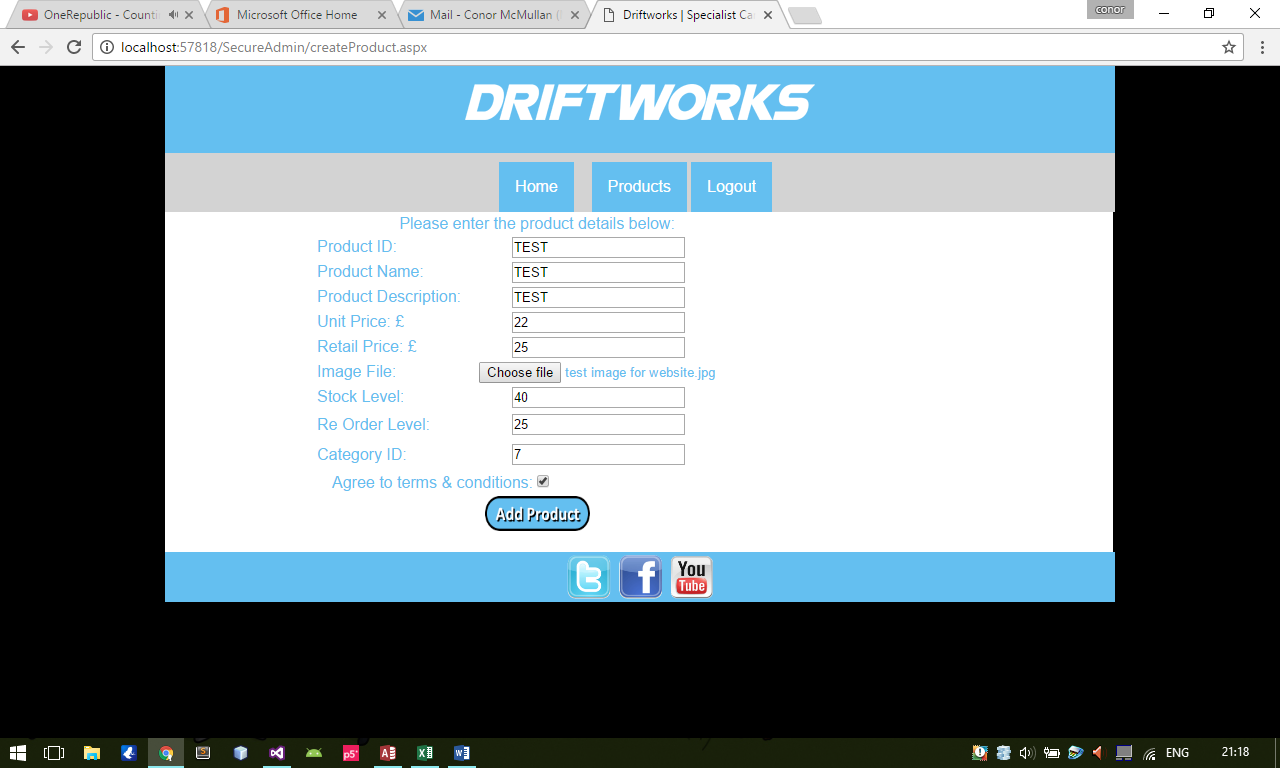 OneRepublic - Counti
Microsoft Office Home
Mail - Conor McMullan (
Driftworks | Specialist Ca
conor
localhost:57818/SecureAdmin/createProduct.aspx
DRIFTWORKS
Home
Products
Logout
Please enter the product details below:
Product ID: TEST
Product Name: TEST
Product Description: TEST
Unit Price: £ 22
Retail Price: £ 25
Image File: Choose file test image for website.jpg
Stock Level: 40
Re Order Level: 25
Category ID: 7
Agree to terms & conditions:
Add Product
You
Tube
ENG
21:18